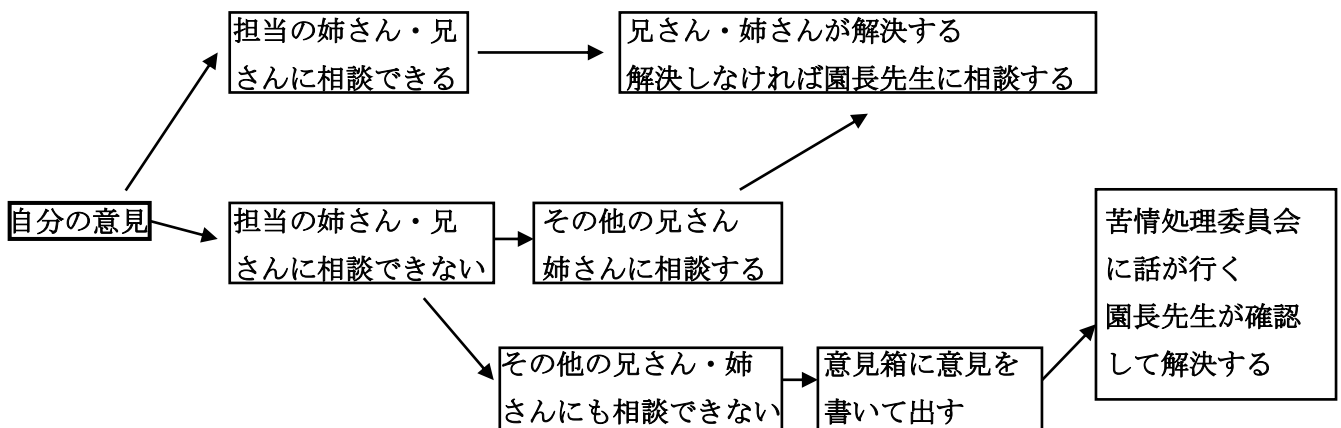 担当の姉さん・兄
さんに相談できる
兄さん・姉さんが解決する
解決しなければ園長先生に相談する
自分の意見
担当の姉さん・兄
さんに相談できない
その他の兄さん
姉さんに相談する
苦情処理委員会
に話が行く
園長先生が確認
して解決する
その他の兄さん・姉
さんにも相談できない
意見箱に意見を
書いて出す